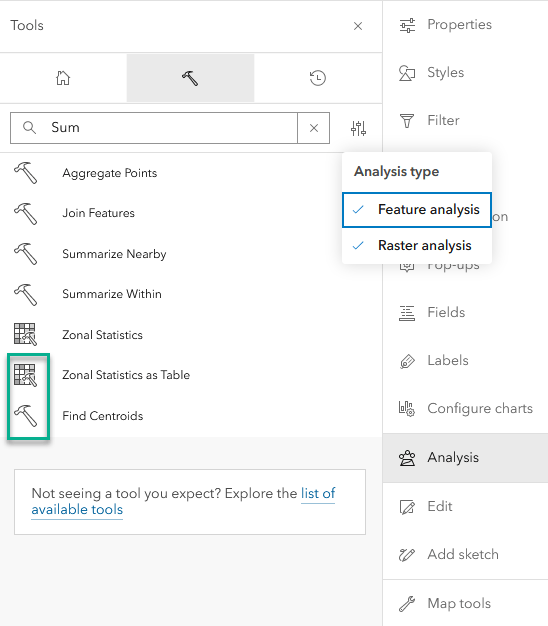 Tools
Sum
Aggregate Points
Join Features
Summarize Nearby
Summarize Within
Zonal Statistics
Zonal Statistics as Table
Find Centroids
Not seeing a tool you expect? Explore the list of
available tools
Analysis type
Feature analysis
Raster analysis
Properties
Styles
Filter
Pop-ups
Fields
Labels
Configure charts
Analysis
Edit
Add sketch
Map tools